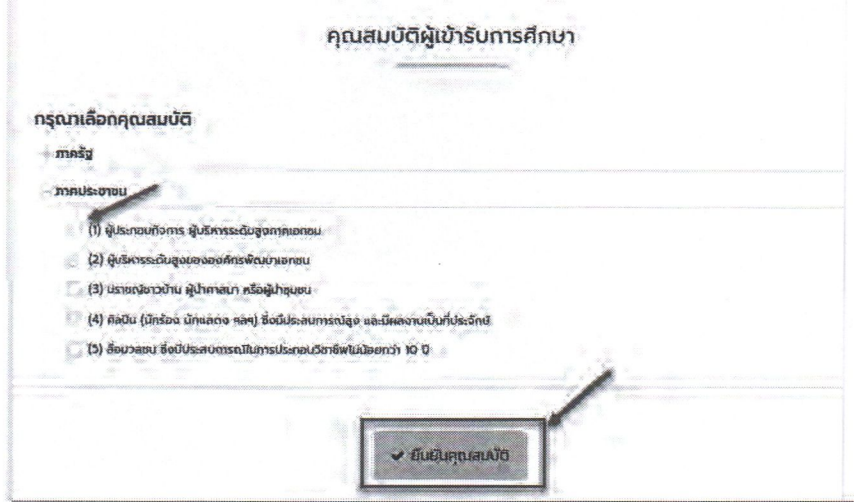 คุณสมบัติผู้เข้ารับการศึกษา
กรุณาเลือกคุณสมบัติ
+ ภาครัฐ
- ภาคประชาชน
(1) ผู้ประกอบกิจการ ผู้บริหารระดับสูงภาคเอกชน
(2) ผู้บริหารระดับสูงขององค์กรพัฒนาเอกชน
(3) ปราชญ์ชาวบ้าน ผู้นำศาสนา หรือผู้นำชุมชน
(4) ศิลปิน (นักร้อง นักแสดง ฯลฯ) ซึ่งมีประสบการณ์สูง และมีผลงานเป็นที่ประจักษ์
(5) สื่อมวลชน ซึ่งมีประสบการณ์ในการประกอบวิชาชีพไม่น้อยกว่า 10 ปี
✔ ยืนยันคุณสมบัติ